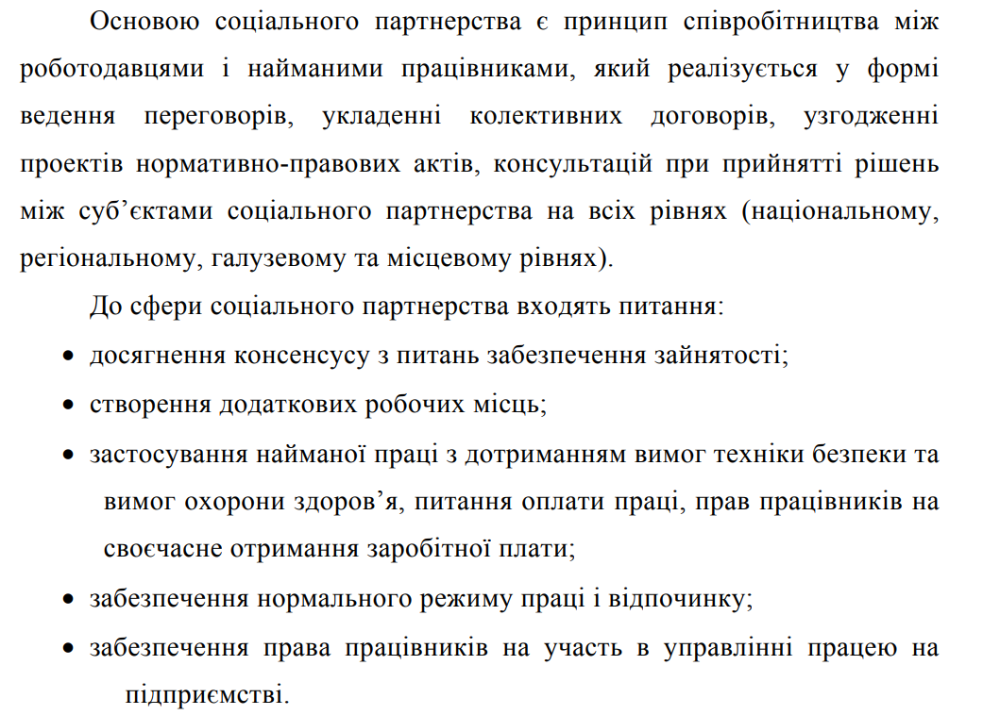 Основою соціального партнерства є принцип співробітництва між
роботодавцями і найманими працівниками, який реалізується у формі
ведення переговорів, укладенні колективних договорів, узгодженні
проектів нормативно-правових актів, консультацій при прийнятті рішень
між суб’єктами соціального партнерства на всіх рівнях (національному,
регіональному, галузевому та місцевому рівнях).
До сфери соціального партнерства входять питання:
• досягнення консенсусу з питань забезпечення зайнятості;
• створення додаткових робочих місць;
• застосування найманої праці з дотриманням вимог техніки безпеки та
вимог охорони здоров’я, питання оплати праці, прав працівників на
своєчасне отримання заробітної плати;
• забезпечення нормального режиму праці і відпочинку;
• забезпечення права працівників на участь в управлінні працею на
підприємстві.